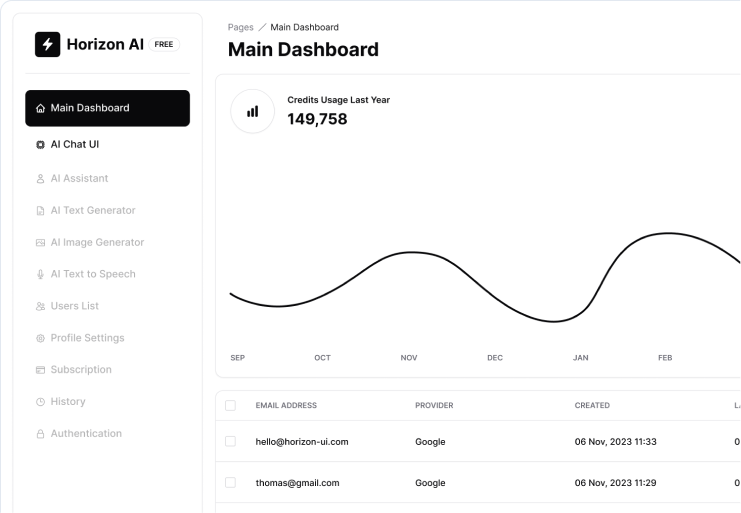 Horizon AI FREE
Main Dashboard
AI Chat UI
AI Assistant
AI Text Generator
AI Image Generator
AI Text to Speech
Users List
Profile Settings
Subscription
History
Authentication
Pages / Main Dashboard
Main Dashboard
Credits Usage Last Year
149,758
SEP OCT NOV DEC JAN FEB
EMAIL ADDRESS PROVIDER CREATED
hello@horizon-ui.com Google 06 Nov, 2023 11:33
thomas@gmail.com Google 06 Nov, 2023 11:29